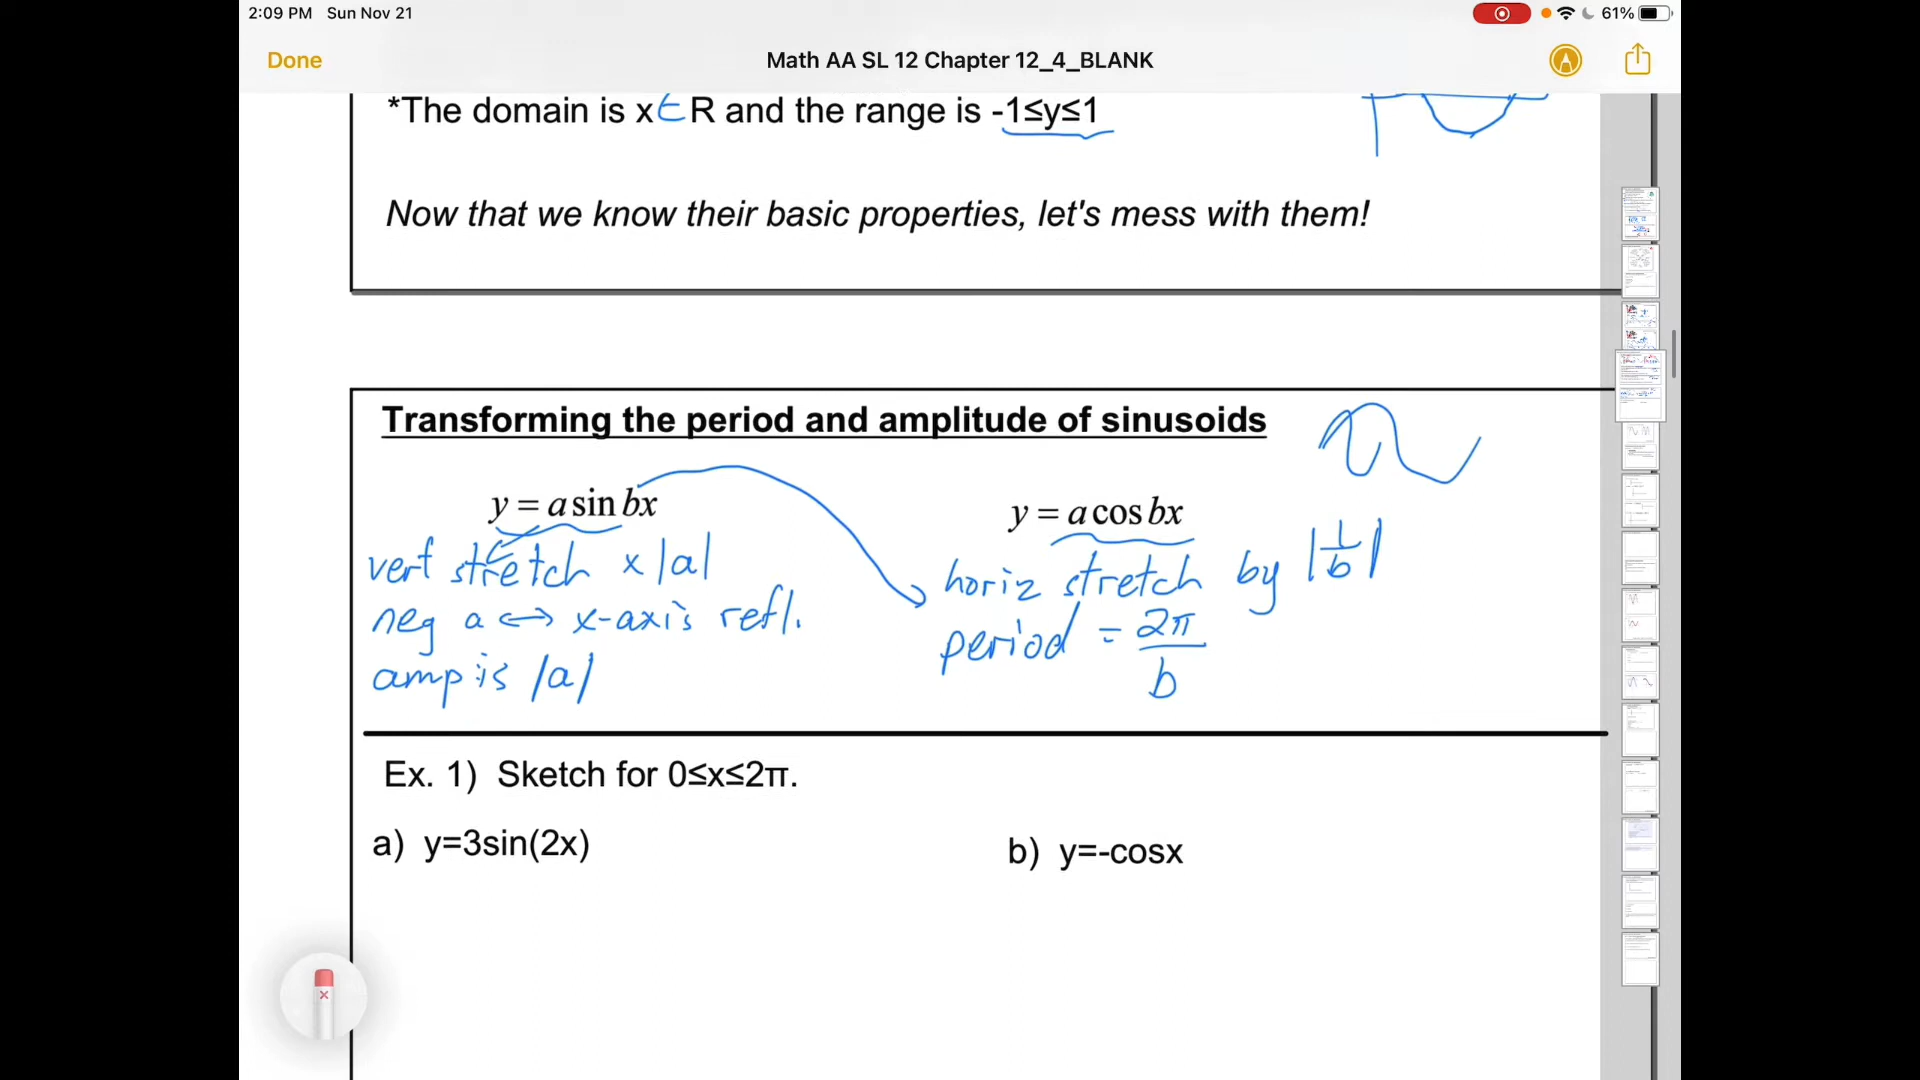 2:09 PM Sun Nov 21
61%
Done
Math AA SL 12 Chapter 12_4_BLANK
*The domain is x∈R and the range is -1≤y≤1
Now that we know their basic properties, let's mess with them!
Transforming the period and amplitude of sinusoids
y = a sin bx
y = a cos bx
vert stretch x |a|
neg a ↔ x-axis refl.
amp is |a|
horiz stretch by |1/b|
period = 2π/b
Ex. 1) Sketch for 0≤x≤2π.
a) y=3sin(2x)
b) y=-cosx